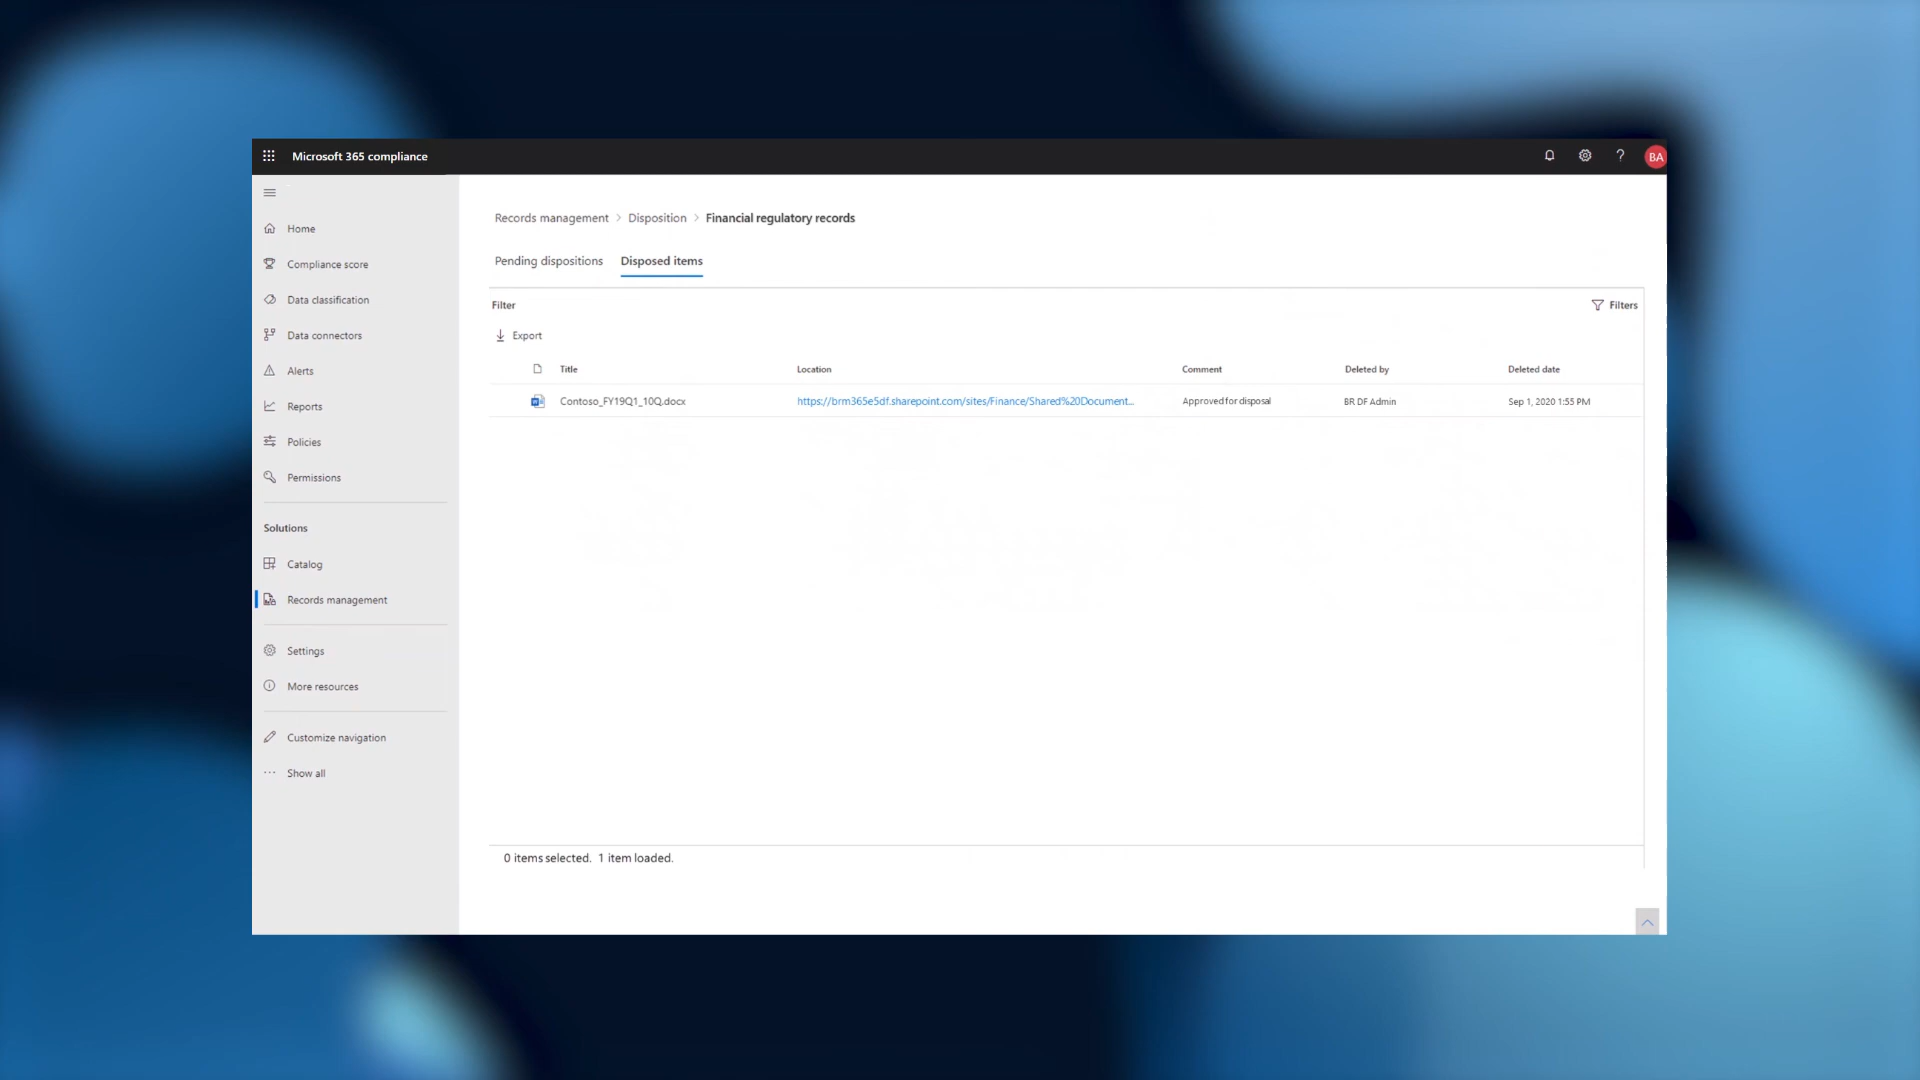 Microsoft 365 compliance
? BA
Home
Compliance score
Data classification
Data connectors
Alerts
Reports
Policies
Permissions
Solutions
Catalog
Records management
Settings
More resources
Customize navigation
Show all
Records management > Disposition > Financial regulatory records
Pending dispositions Disposed items
Filter Filters
Export
Title Location Comment Deleted by Deleted date
Contoso_FY19Q1_10Q.docx https://brm365e5df.sharepoint.com/sites/Finance/Shared%20Document... Approved for disposal BR DF Admin Sep 1, 2020 1:55 PM
0 items selected. 1 item loaded.